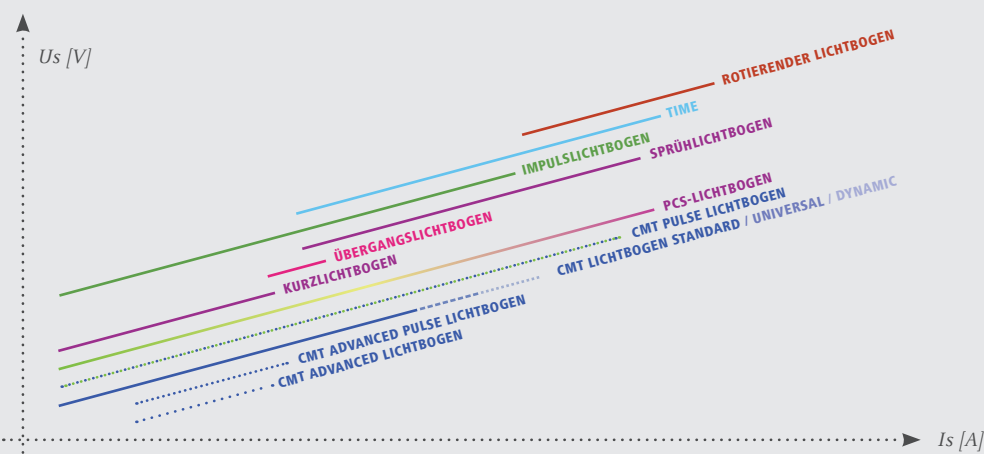 Us [V]
ROTIERENDER LICHTBOGEN
TIME
IMPULSLICHTBOGEN
SPRÜHLICHTBOGEN
PCS-LICHTBOGEN
CMT PULSE LICHTBOGEN
CMT LICHTBOGEN STANDARD / UNIVERSAL / DYNAMIC
ÜBERGANGSLICHTBOGEN
KURZLICHTBOGEN
CMT ADVANCED PULSE LICHTBOGEN
CMT ADVANCED LICHTBOGEN
Is [A]